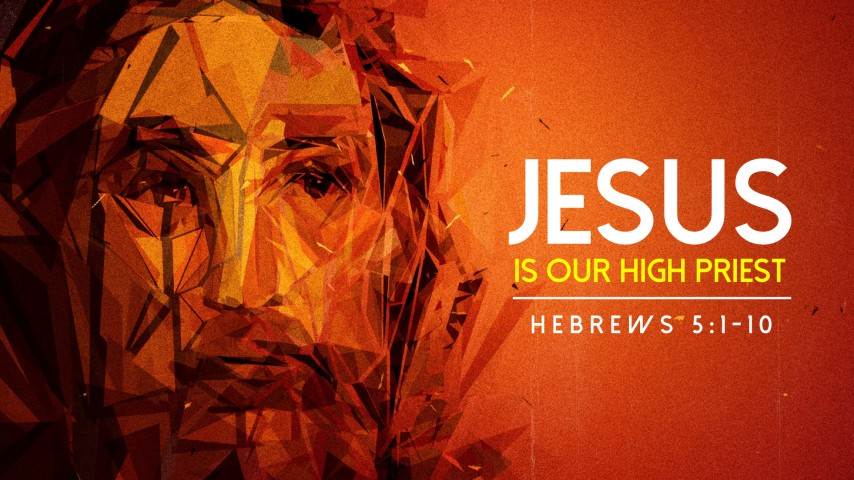 JESUS
IS OUR HIGH PRIEST
HEBREWS 5:1-10